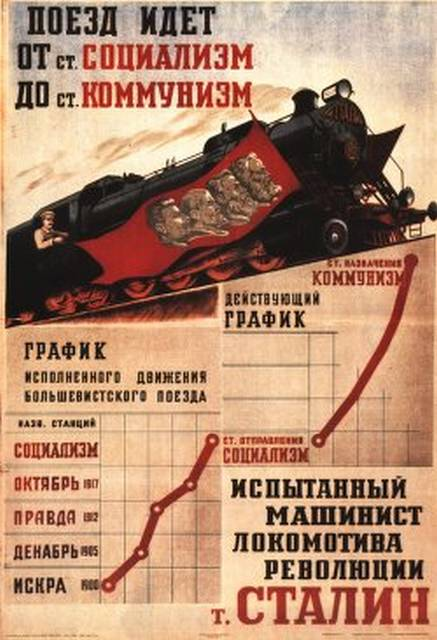 ПОЕЗД ИДЕТ
ОТ СТ. СОЦИАЛИЗМ
ДО СТ. КОММУНИЗМ
СТ. НАЗНАЧЕНИЯ
КОММУНИЗМ
ДЕЙСТВУЮЩИЙ
ГРАФИК
ГРАФИК
ИСПОЛНЕННОГО ДВИЖЕНИЯ
БОЛЬШЕВИСТСКОГО ПОЕЗДА
НАЗВ. СТАНЦИЙ
СОЦИАЛИЗМ
ОКТЯБРЬ 1917
ПРАВДА 1912
ДЕКАБРЬ 1905
ИСКРА 1900
СТ. ОТПРАВЛЕНИЯ
СОЦИАЛИЗМ
ИСПЫТАННЫЙ
МАШИНИСТ
ЛОКОМОТИВА
РЕВОЛЮЦИИ
Т. СТАЛИН